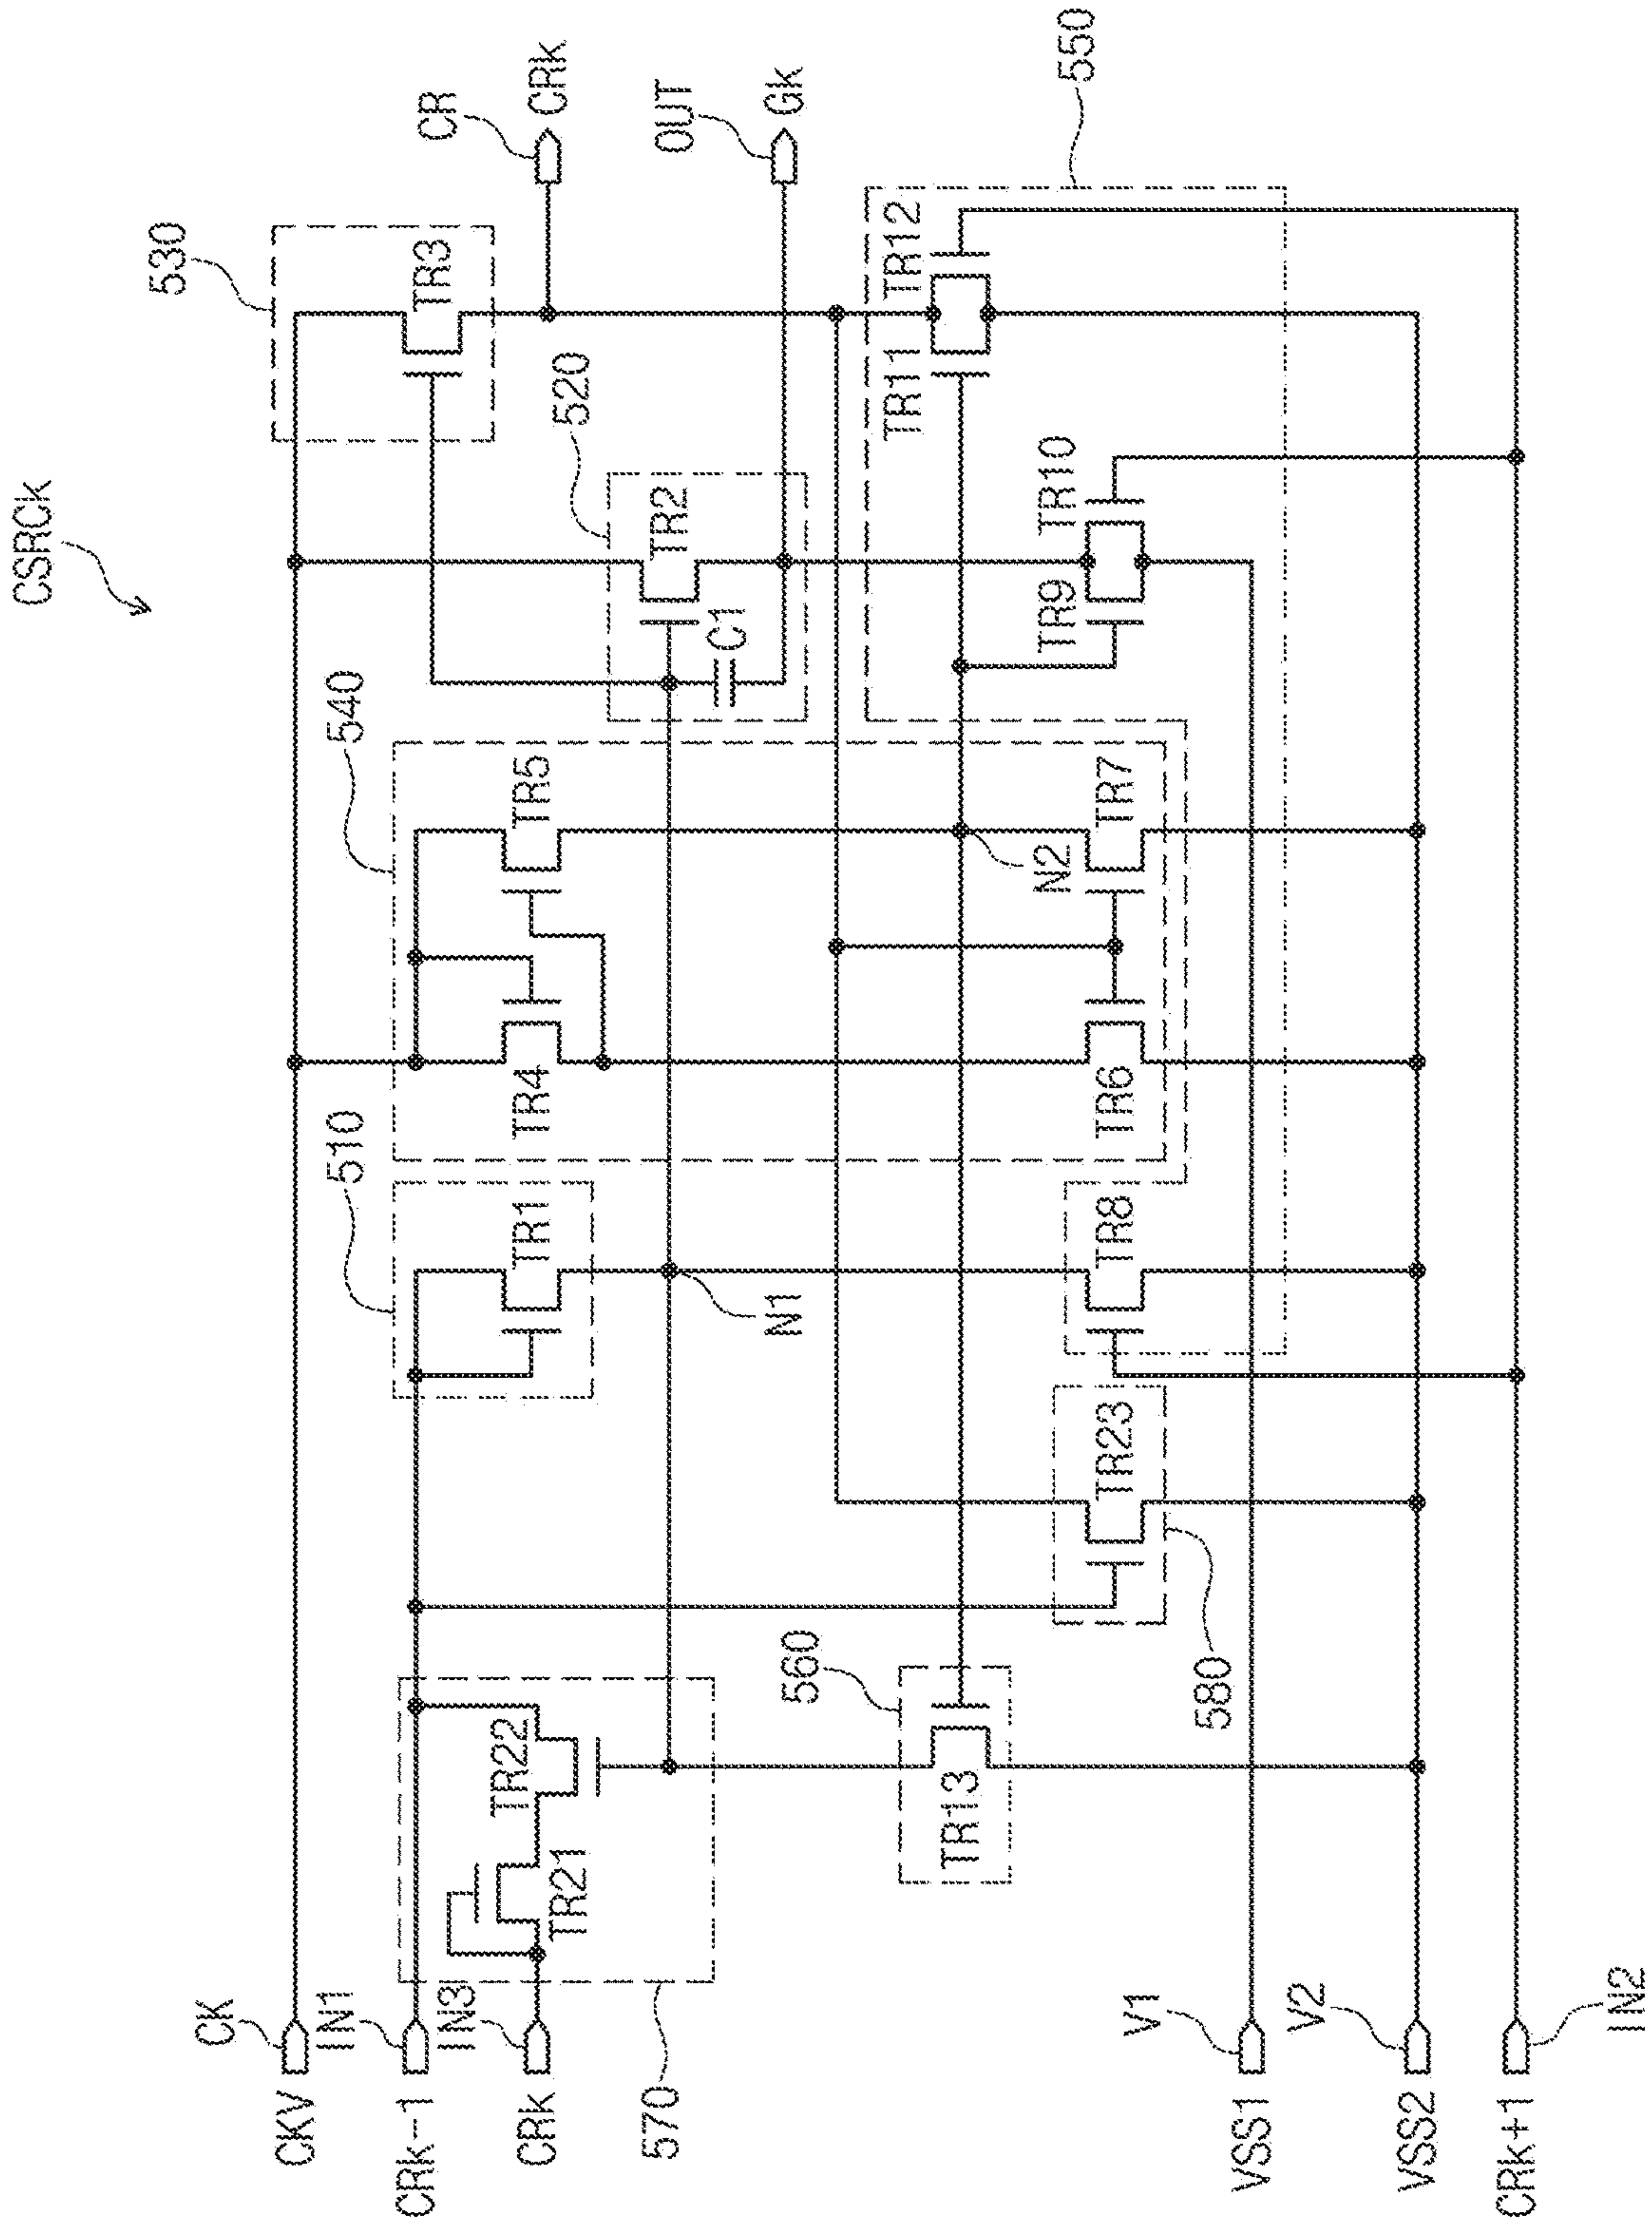 CSRCk
530
TR3
CR
CRk
520
TR2
C1
OUT
Gk
540
TR5
TR4
510
TR1
N1
TR22
TR21
570
CK
CKV
IN1
CRk-1
IN3
CRk
550
TR12
TR11
TR10
TR9
N2
TR7
TR6
TR8
TR23
580
560
TR13
V1
VSS1
V2
VSS2
IN2
CRk+1